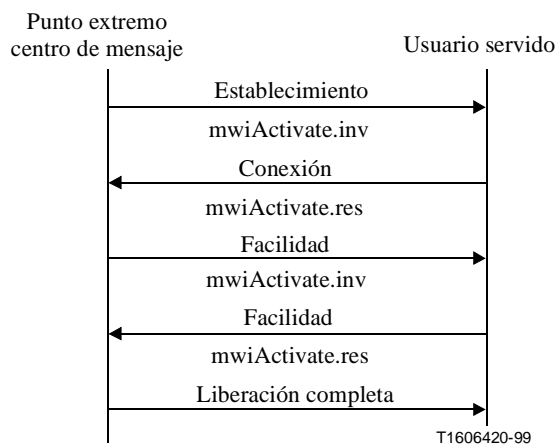 Punto extremo
centro de mensaje
Usuario servido
Establecimiento
mwiActivate.inv
Conexión
mwiActivate.res
Facilidad
mwiActivate.inv
Facilidad
mwiActivate.res
Liberación completa
T1606420-99